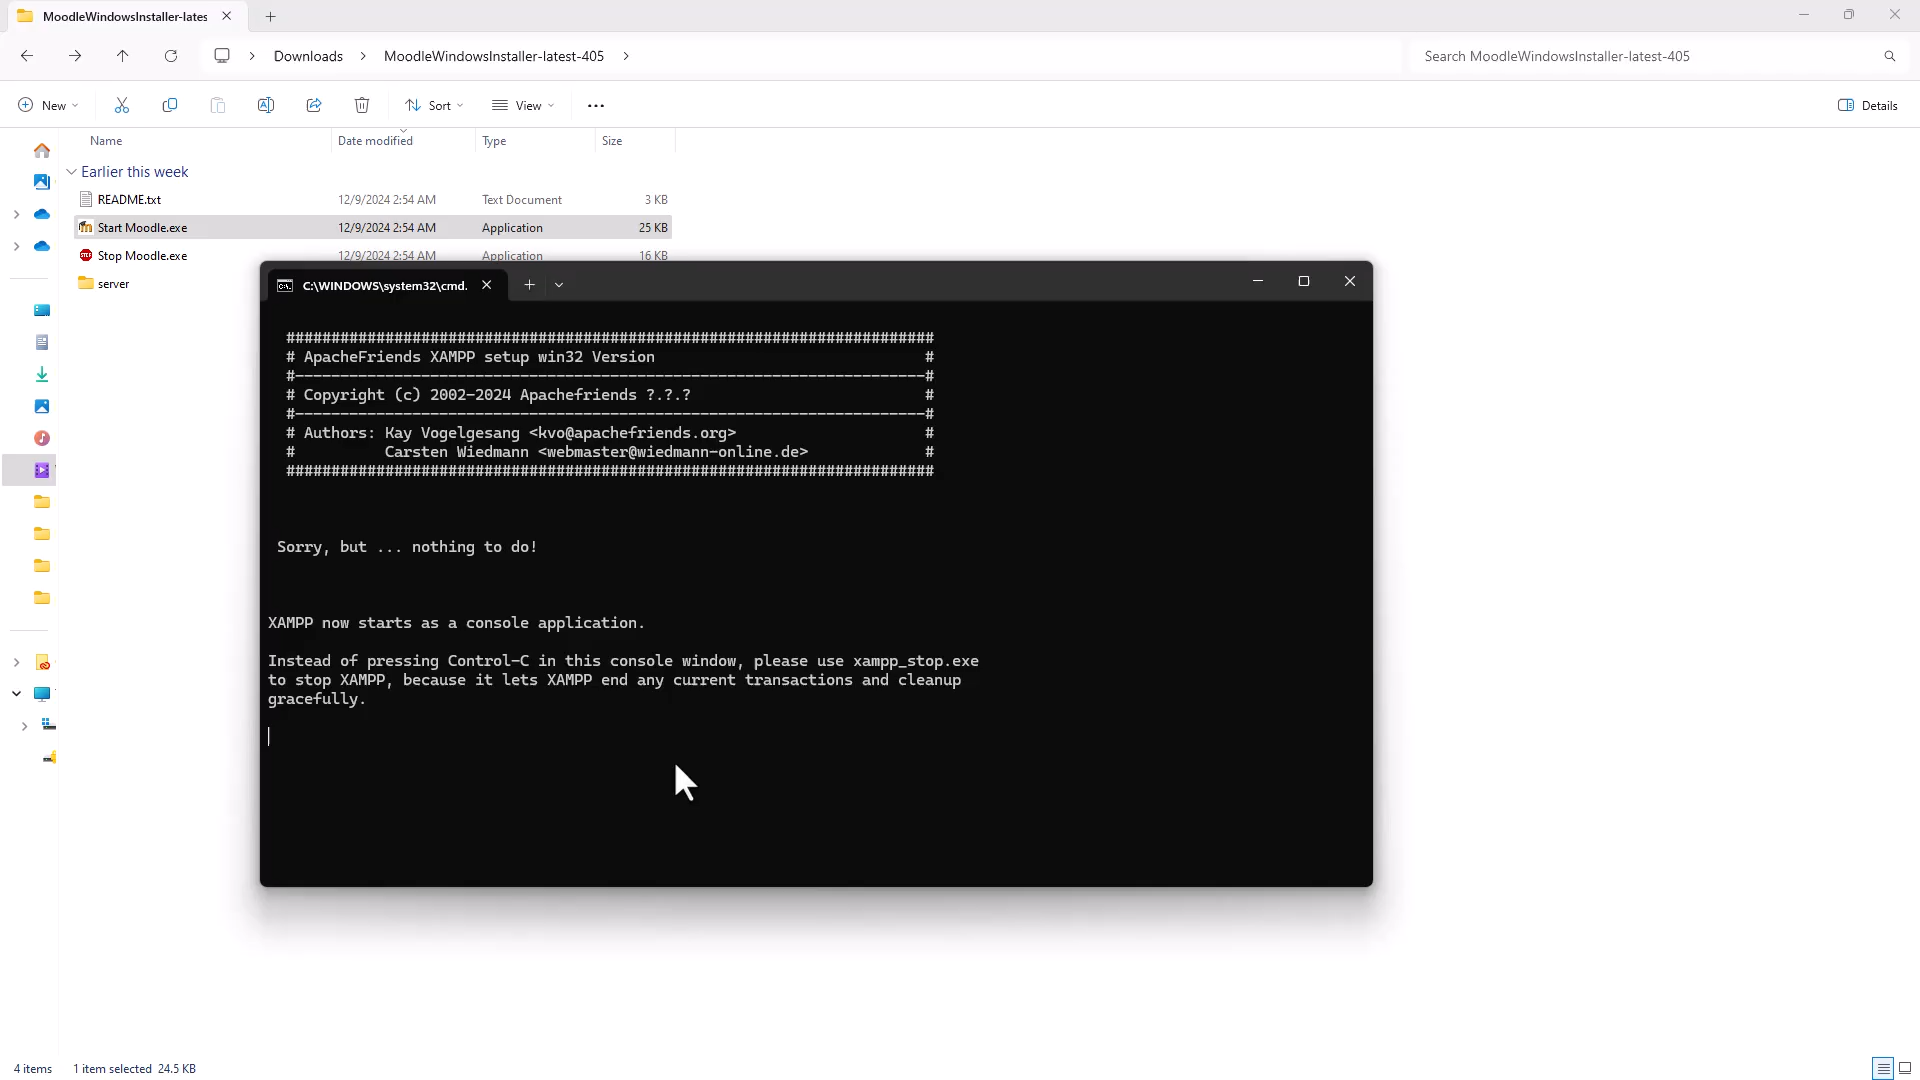 MoodleWindowsInstaller-lates
Downloads
MoodleWindowsInstaller-latest-405
Search MoodleWindowsInstaller-latest-405
New
Sort
View
Details
Name Date modified Type Size
Earlier this week
README.txt 12/9/2024 2:54 AM Text Document 3 KB
Start Moodle.exe 12/9/2024 2:54 AM Application 25 KB
Stop Moodle.exe 12/9/2024 2:54 AM Application 16 KB
server
C:\WINDOWS\system32\cmd.
########################################################################
# ApacheFriends XAMPP setup win32 Version #
#----------------------------------------------------------------------#
# Copyright (c) 2002-2024 Apachefriends ?.?.? #
#----------------------------------------------------------------------#
# Authors: Kay Vogelgesang <kvo@apachefriends.org> #
# Carsten Wiedmann <webmaster@wiedmann-online.de> #
########################################################################
Sorry, but ... nothing to do!
XAMPP now starts as a console application.
Instead of pressing Control-C in this console window, please use xampp_stop.exe
to stop XAMPP, because it lets XAMPP end any current transactions and cleanup
gracefully.
4 items 1 item selected 24.5 KB